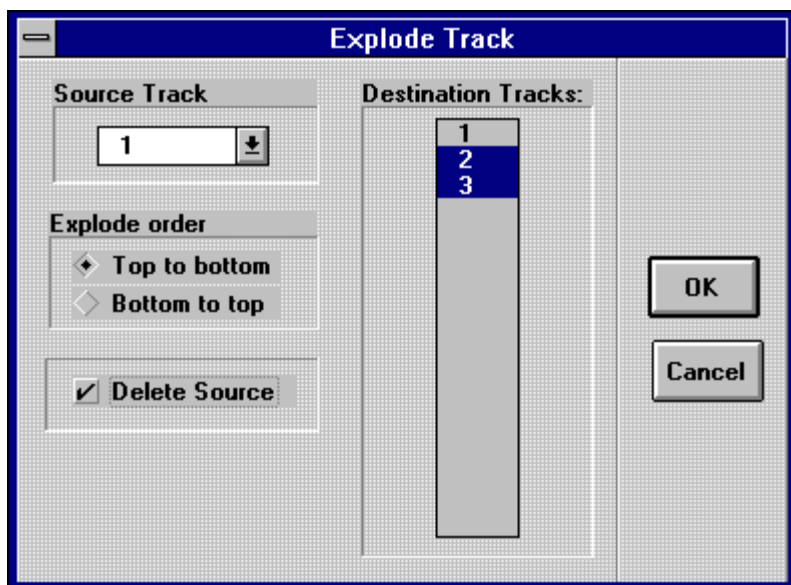 Explode Track
Source Track
1
Explode order
Top to bottom
Bottom to top
Delete Source
Destination Tracks:
1
2
3
OK
Cancel